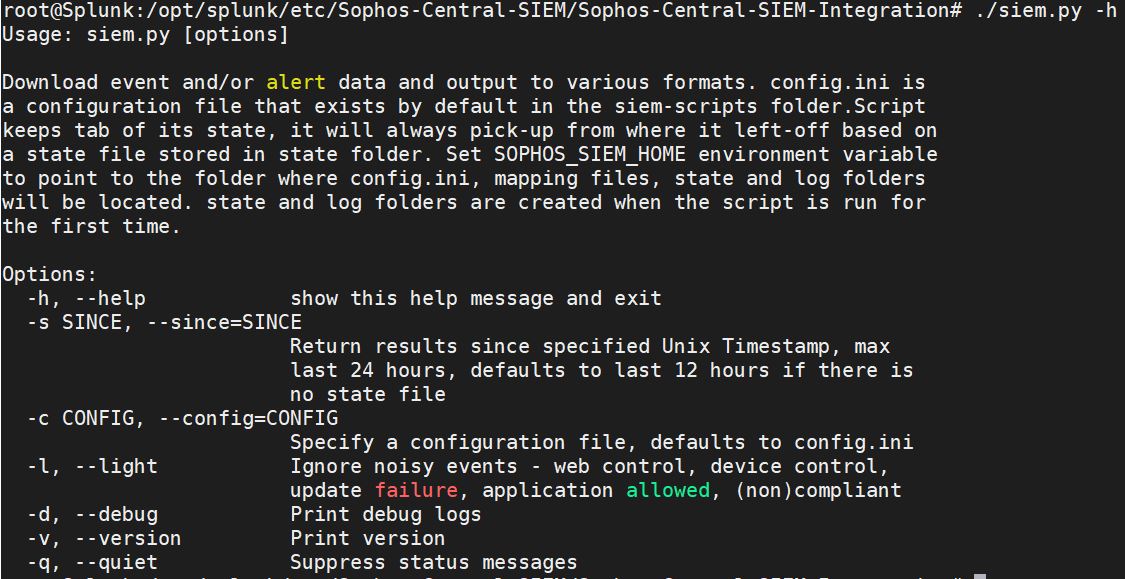 root@Splunk:/opt/splunk/etc/Sophos-Central-SIEM/Sophos-Central-SIEM-Integration# ./siem.py -h
Usage: siem.py [options]

Download event and/or alert data and output to various formats. config.ini is
a configuration file that exists by default in the siem-scripts folder.Script
keeps tab of its state, it will always pick-up from where it left-off based on
a state file stored in state folder. Set SOPHOS_SIEM_HOME environment variable
to point to the folder where config.ini, mapping files, state and log folders
will be located. state and log folders are created when the script is run for
the first time.

Options:
  -h, --help            show this help message and exit
  -s SINCE, --since=SINCE
                        Return results since specified Unix Timestamp, max
                        last 24 hours, defaults to last 12 hours if there is
                        no state file
  -c CONFIG, --config=CONFIG
                        Specify a configuration file, defaults to config.ini
  -l, --light           Ignore noisy events - web control, device control,
                        update failure, application allowed, (non)compliant
  -d, --debug           Print debug logs
  -v, --version         Print version
  -q, --quiet           Suppress status messages